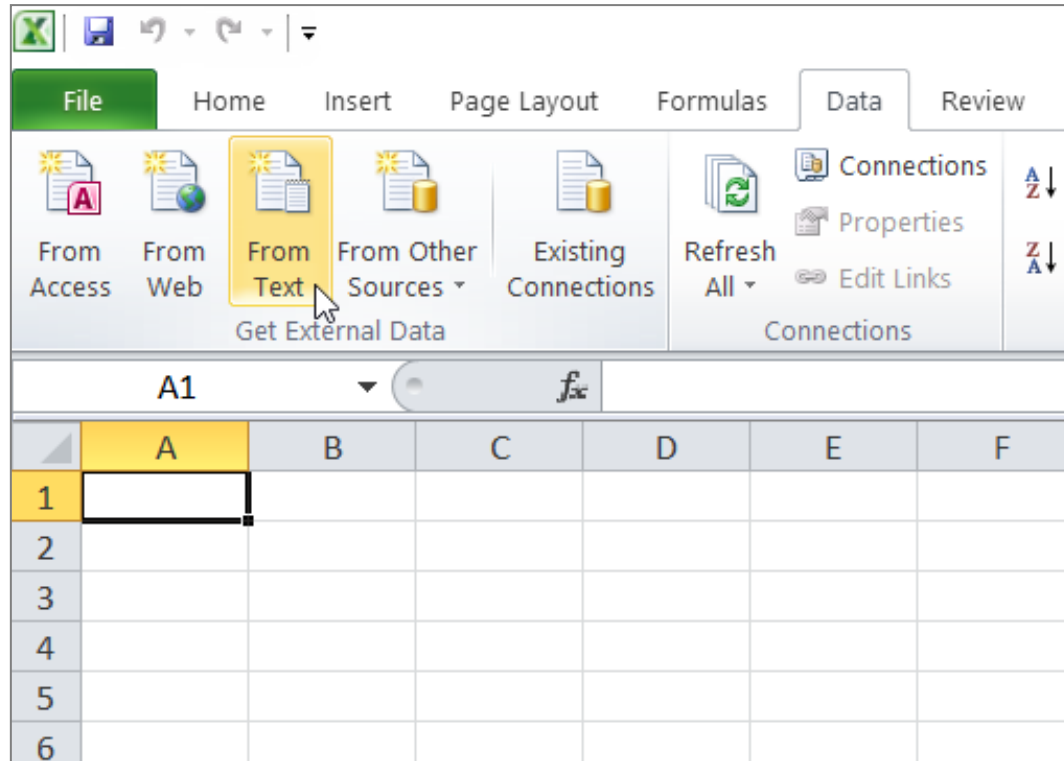 File Home Insert Page Layout Formulas Data Review
From Access
From Web
From Text
From Other Sources
Existing Connections
Refresh All
Connections
Properties
Edit Links
A Z
Z A
Get External Data
Connections
A1 fx
A B C D E F
1
2
3
4
5
6